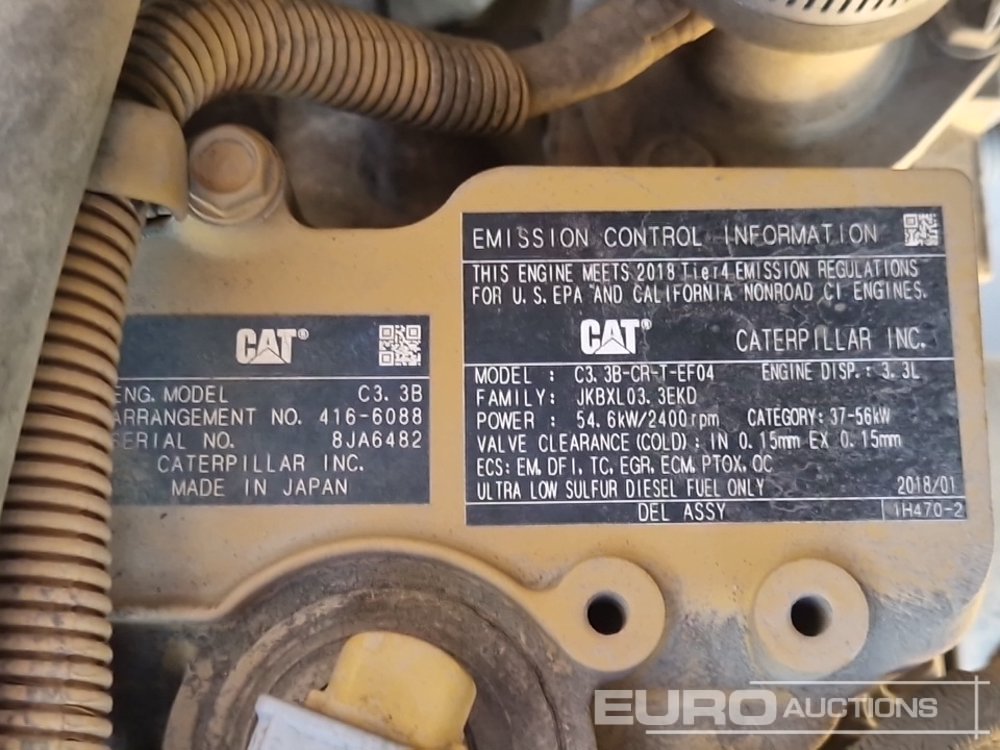 CAT®
ENG. MODEL C3.3B
ARRANGEMENT NO. 416-6088
SERIAL NO. 8JA6482
CATERPILLAR INC.
MADE IN JAPAN
EMISSION CONTROL INFORMATION
THIS ENGINE MEETS 2018 Tier4 EMISSION REGULATIONS
FOR U.S. EPA AND CALIFORNIA NONROAD CI ENGINES.
CAT® CATERPILLAR INC.
MODEL : C3.3B-CR-T-EF04 ENGINE DISP.: 3.3L
FAMILY: JKBXL03.3EKD
POWER : 54.6kW/2400rpm CATEGORY: 37-56kW
VALVE CLEARANCE(COLD): IN 0.15mm EX 0.15mm
ECS: EM, DFI, TC, EGR, ECM, PTOX, OC
ULTRA LOW SULFUR DIESEL FUEL ONLY 2018/01
DEL ASSY 1H470-2
EURO AUCTIONS